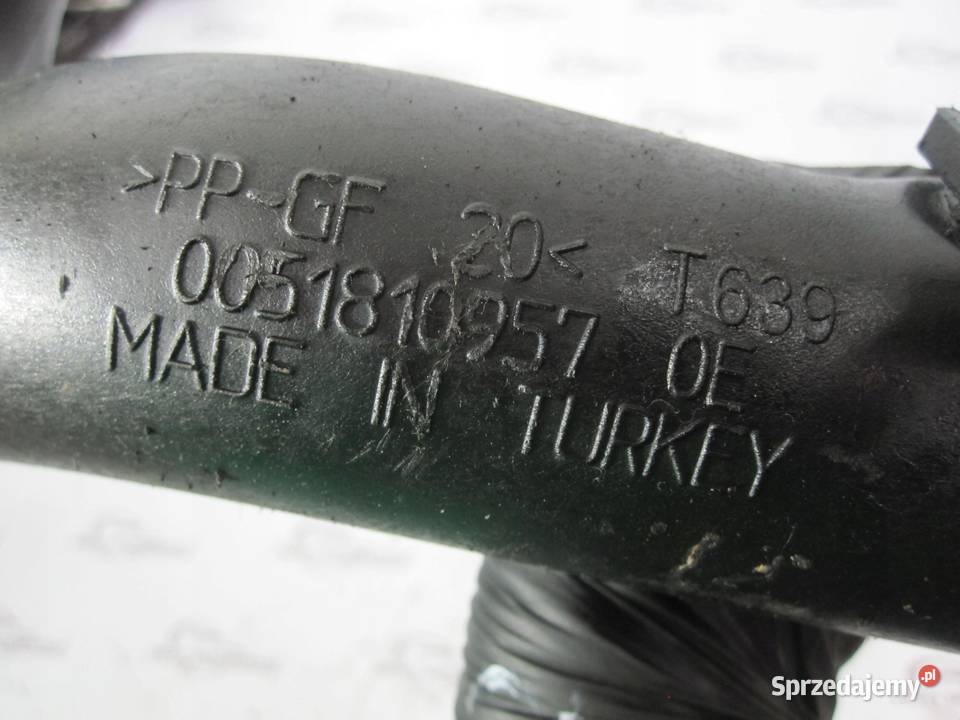 >PP-GF 20< T639
0051810957 0E
MADE IN TURKEY
Sprzedajemy.pl